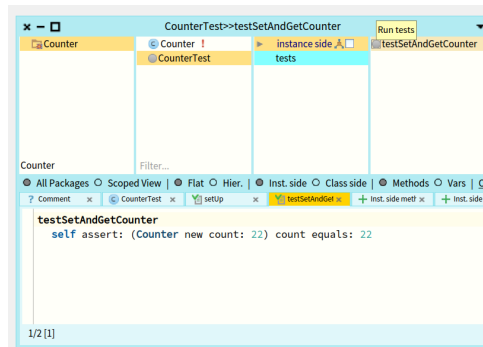 CounterTest>>testSetAndGetCounter
Run tests
Counter
Counter !
CounterTest
instance side
tests
testSetAndGetCounter
Counter
Filter...
All Packages Scoped View | Flat Hier. | Inst. side Class side | Methods Vars | C
? Comment × CounterTest × setUp × testSetAndGet × Inst. side meth × Inst. side
testSetAndGetCounter
self assert: (Counter new count: 22) count equals: 22
1/2 [1]